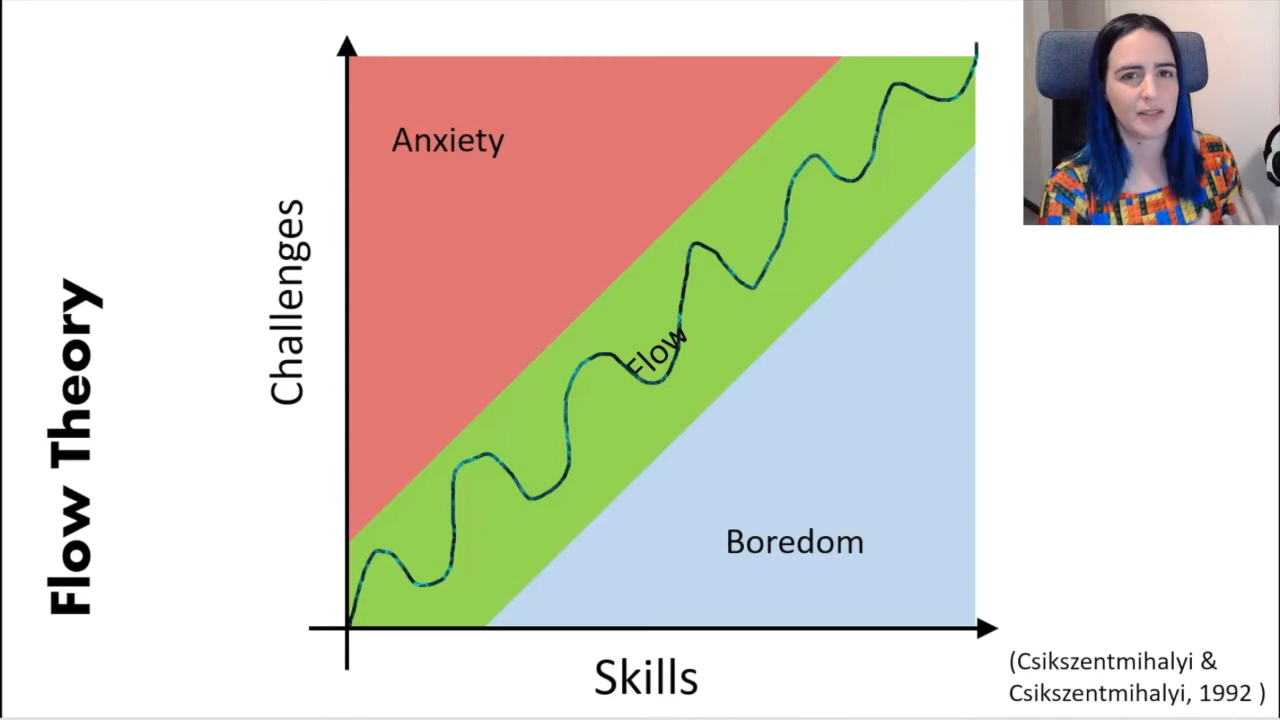 Flow Theory
Challenges
Anxiety
Flow
Boredom
Skills
(Csikszentmihalyi &
Csikszentmihalyi, 1992 )